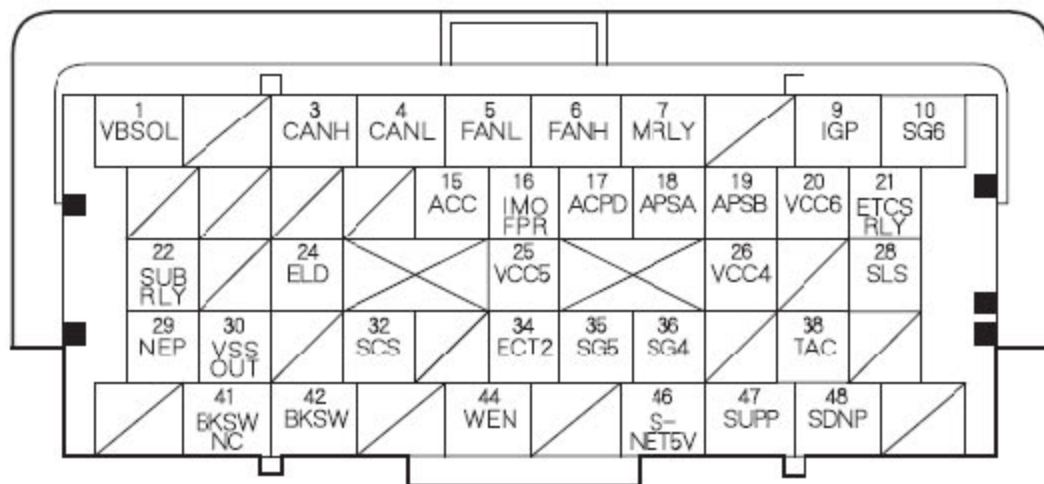 1
VBSOL
3
CANH
4
CANL
5
FANL
6
FANH
7
MRLY
9
IGP
10
SG6
15
ACC
16
IMO
FPR
17
ACPD
18
APSA
19
APSB
20
VCC6
21
ETCS
RLY
22
SUB
RLY
24
ELD
25
VCC5
26
VCC4
28
SLS
29
NEP
30
VSS
OUT
32
SCS
34
ECT2
35
SG5
36
SG4
38
TAC
41
BKSW
NC
42
BKSW
44
WEN
46
S-
NET5V
47
SUPP
48
SDNP